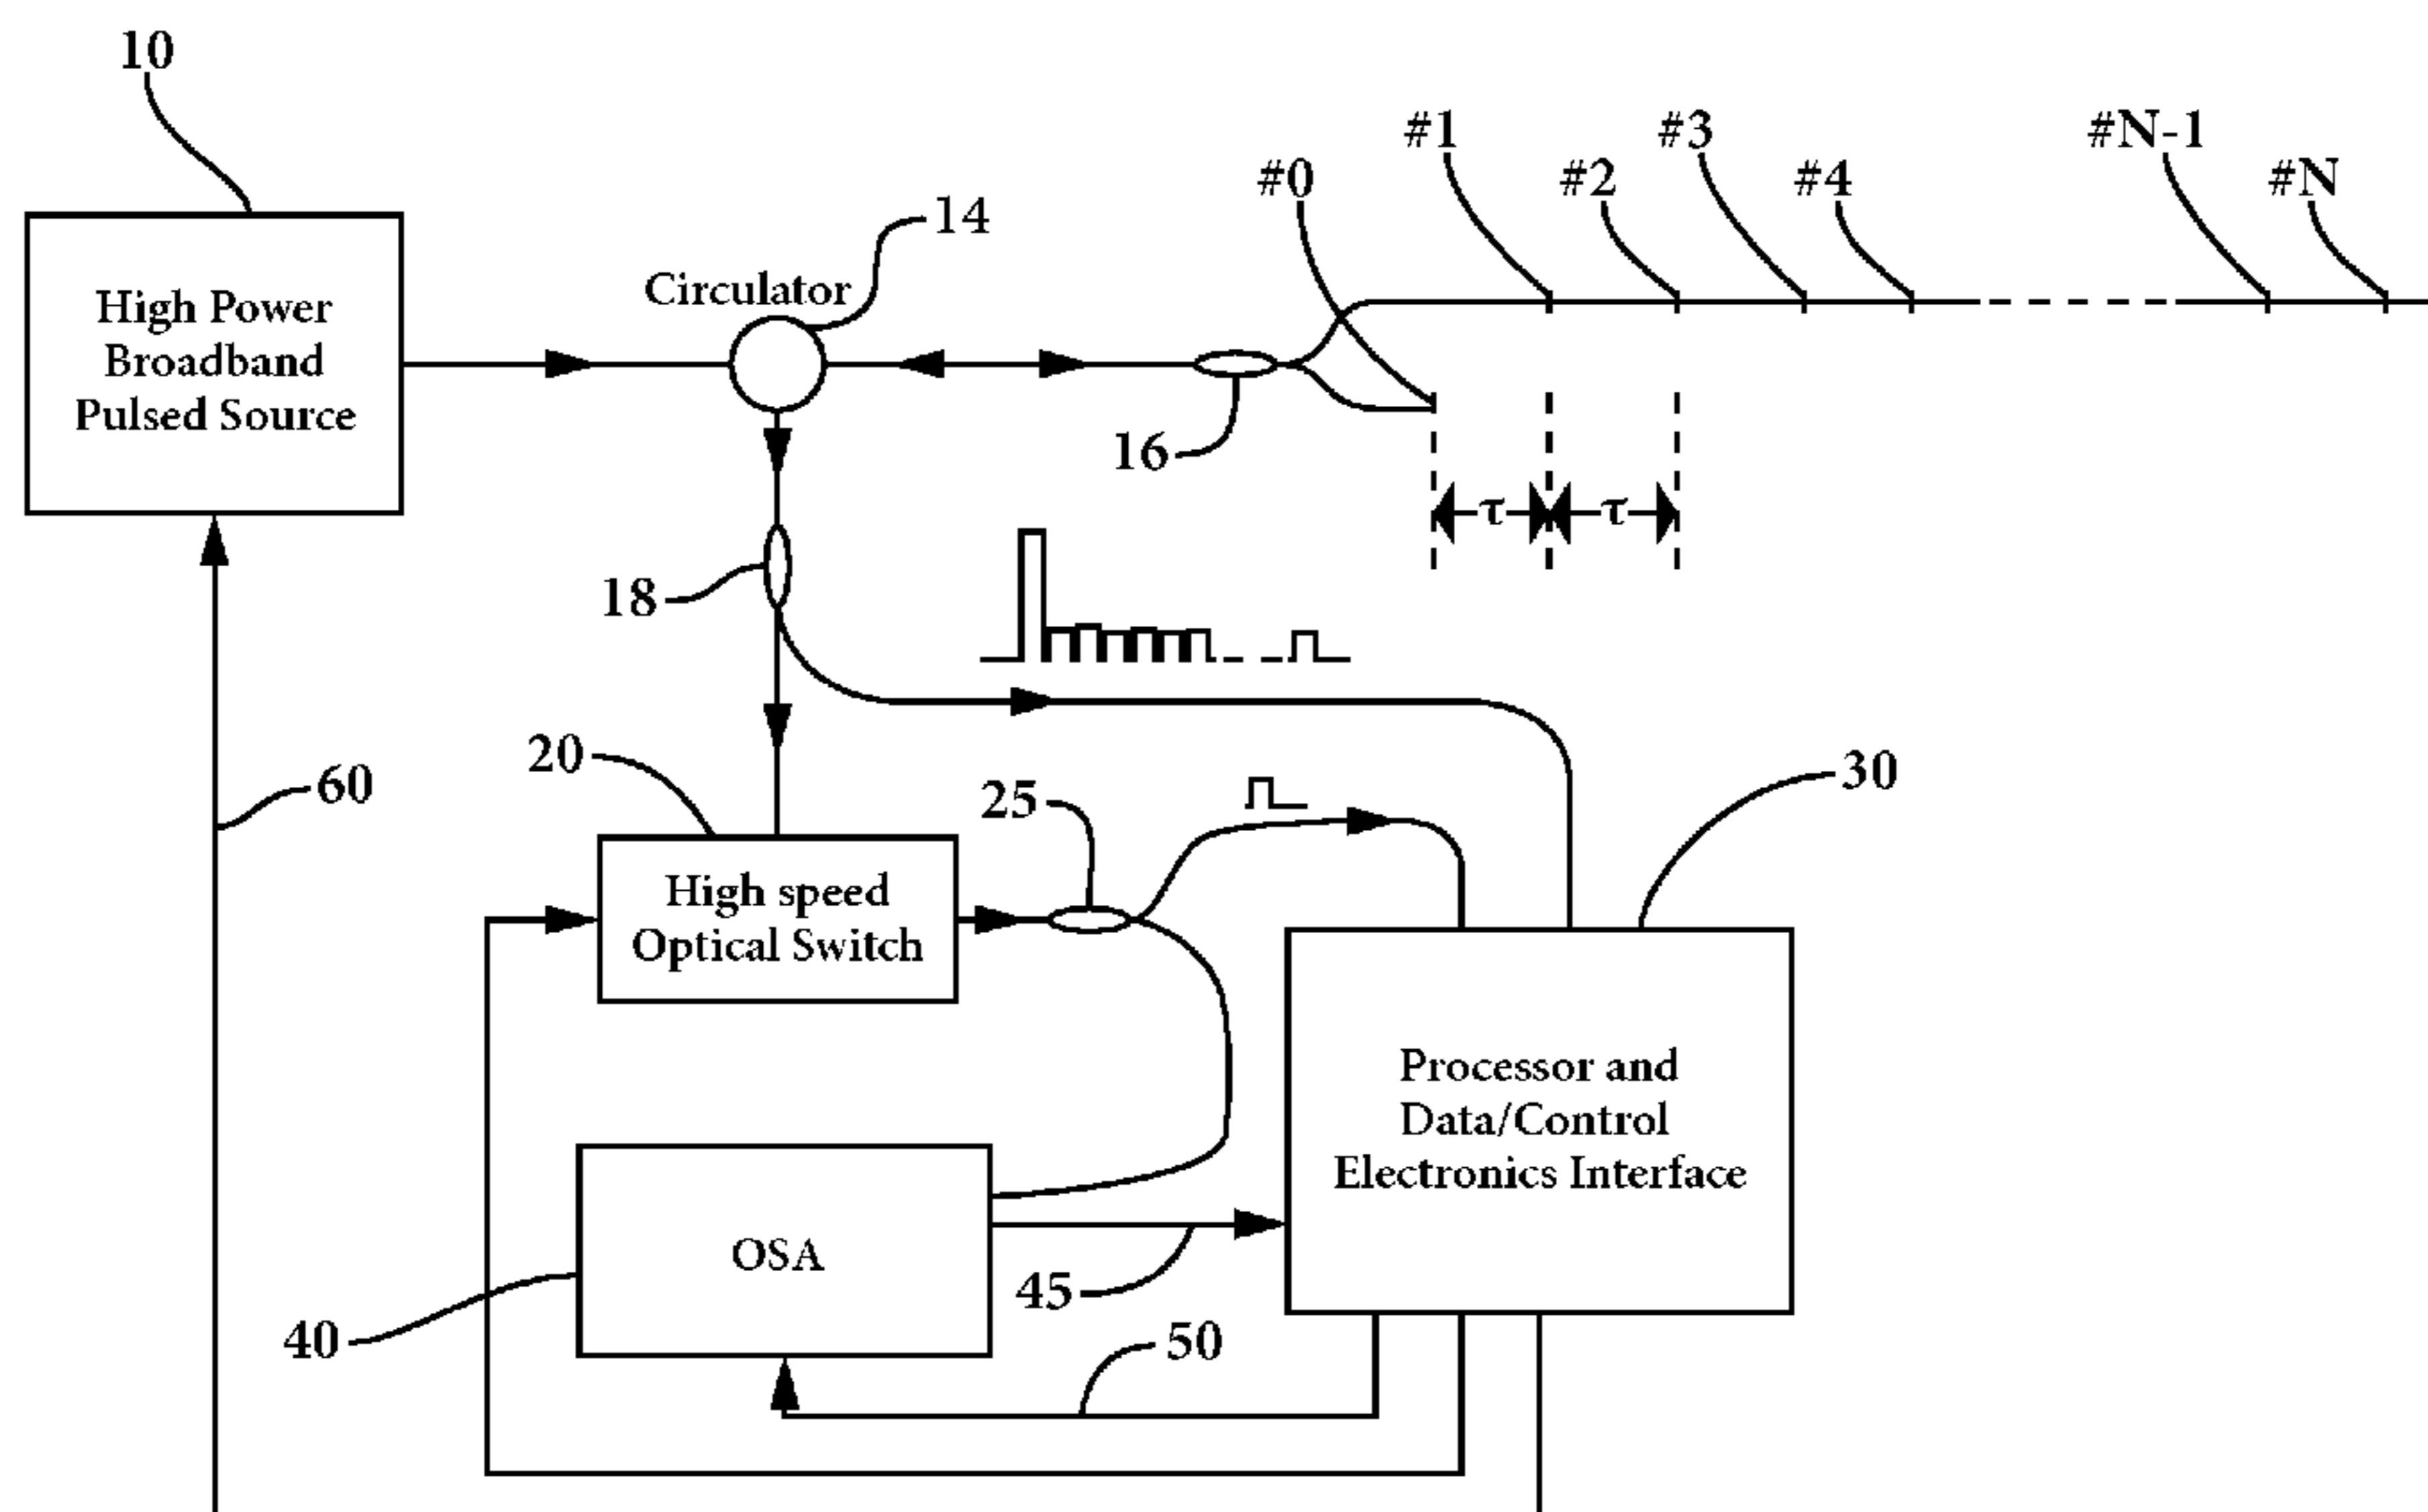 10
#1
#3
#N-1
#0
#2
#4
#N
14
Circulator
High Power
Broadband
Pulsed Source
16
τ
τ
18
20
60
25
30
High speed
Optical Switch
Processor and
Data/Control
Electronics Interface
OSA
45
40
50